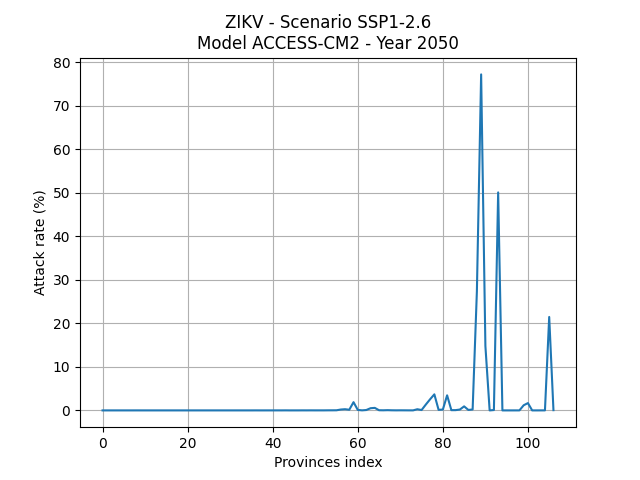 ZIKV - Scenario SSP1-2.6
Model ACCESS-CM2 - Year 2050
80
70
60
50
40
30
20
10
0
Attack rate (%)
0 20 40 60 80 100
Provinces index